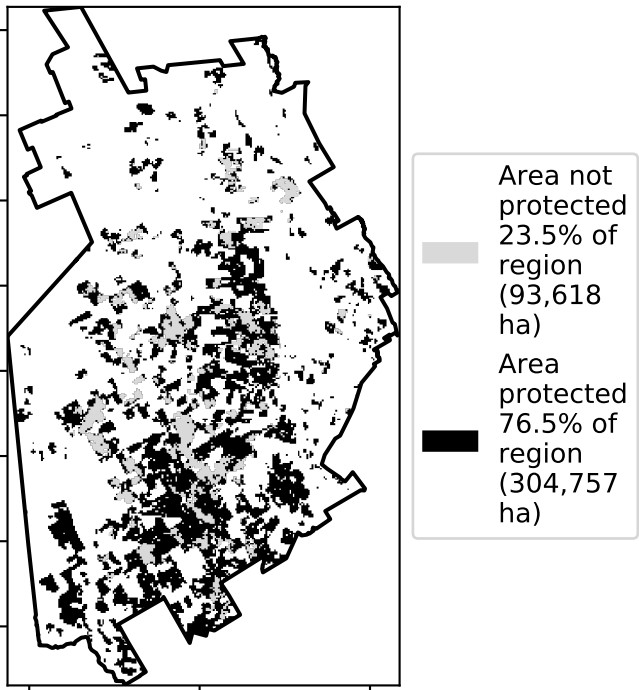 Area not
protected
23.5% of
region
(93,618
ha)
Area
protected
76.5% of
region
(304,757
ha)